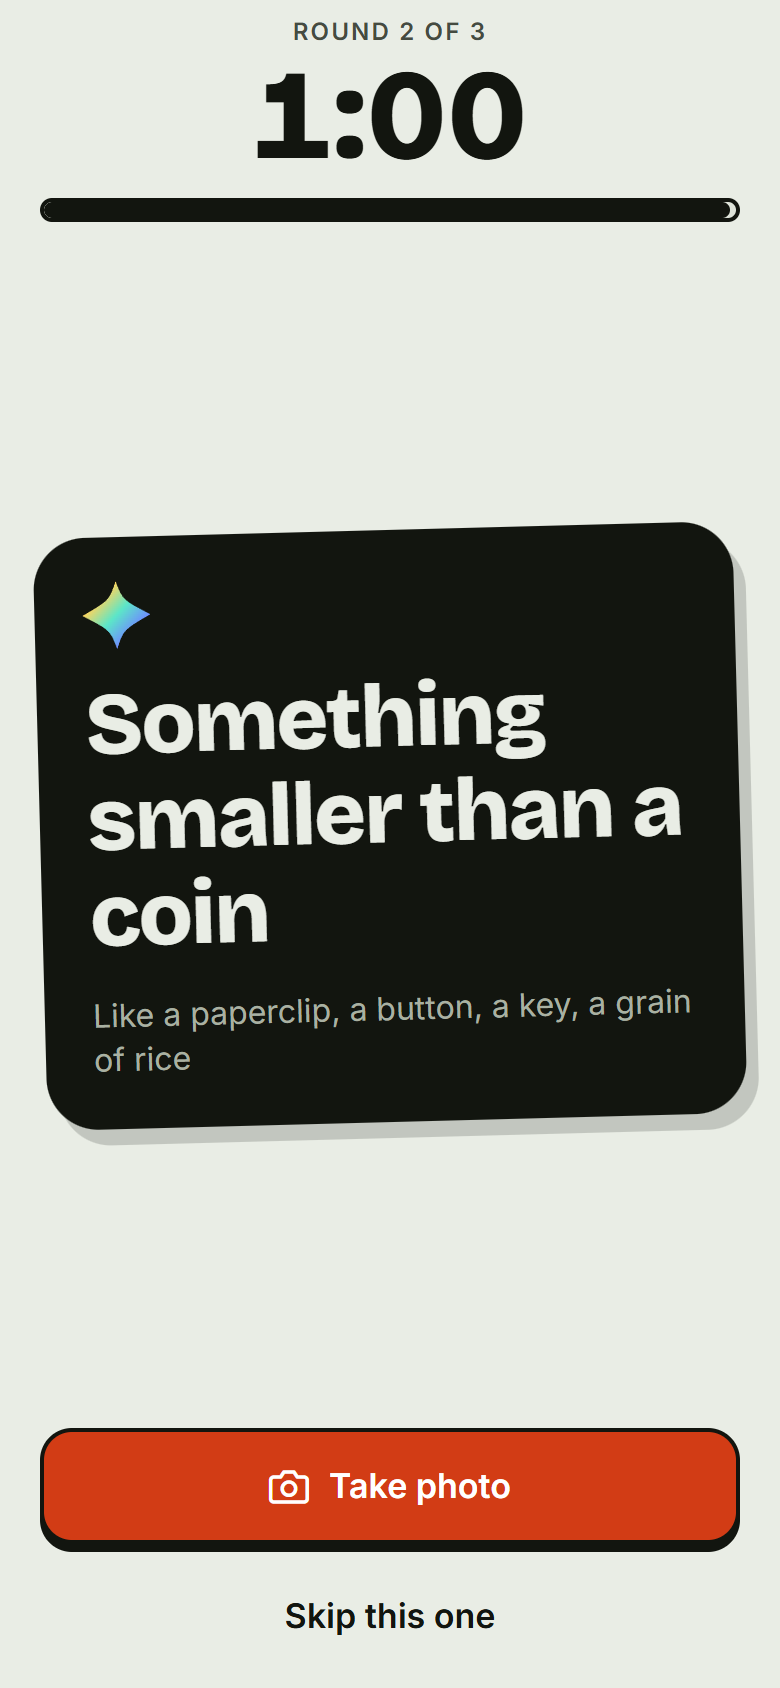 ROUND 2 OF 3
1:00
Something
smaller than a
coin
Like a paperclip, a button, a key, a grain
of rice
Take photo
Skip this one